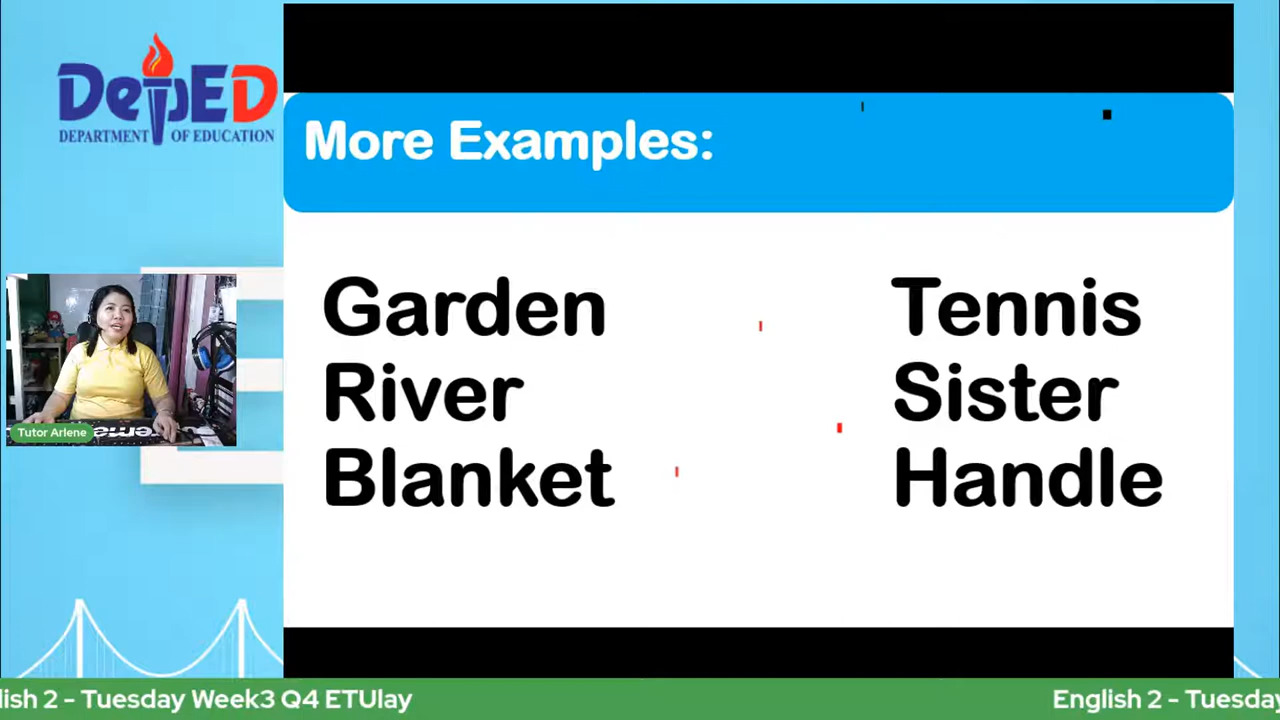 DepED
DEPARTMENT OF EDUCATION
More Examples:
Garden
River
Blanket
Tennis
Sister
Handle
Tutor Arlene
lish 2 - Tuesday Week3 Q4 ETUlay
English 2 - Tuesday